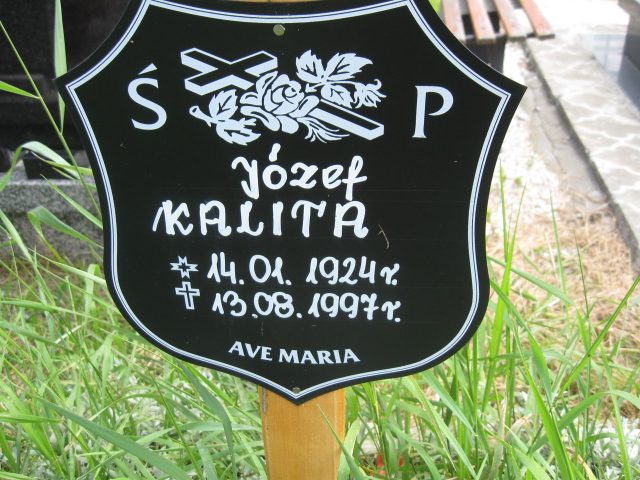 Ś P
Józef
KALITA
14.01.1924r.
13.08.1997r.
AVE MARIA